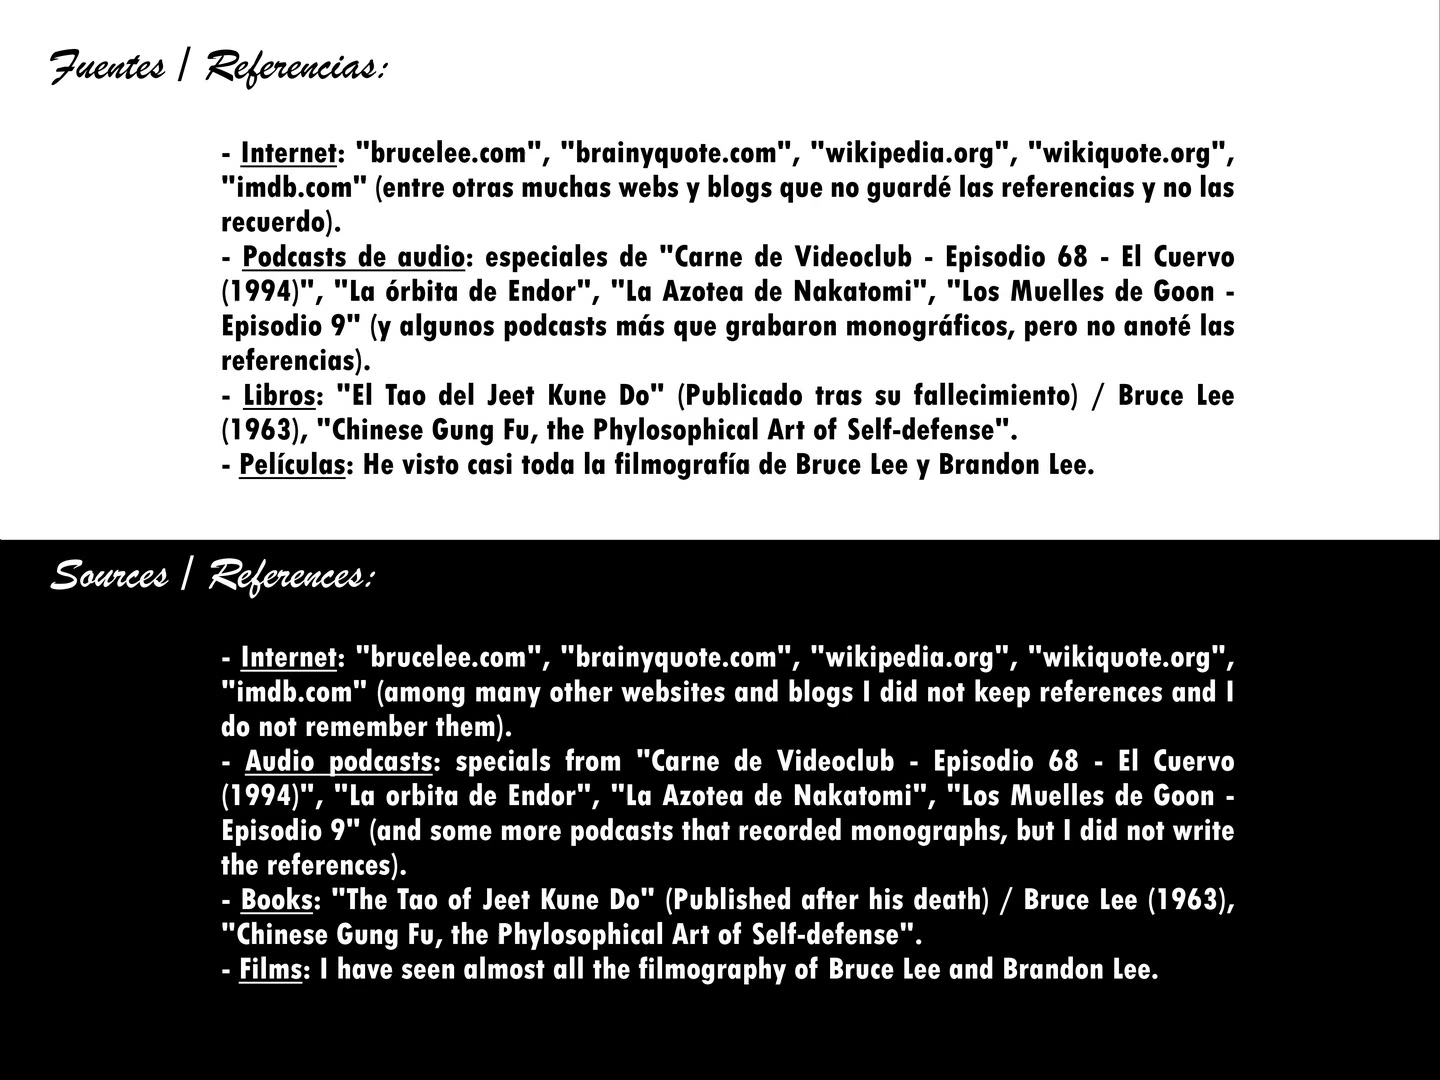 Fuentes / Referencias:
- Internet: "brucelee.com", "brainyquote.com", "wikipedia.org", "wikiquote.org",
"imdb.com" (entre otras muchas webs y blogs que no guardé las referencias y no las
recuerdo).
- Podcasts de audio: especiales de "Carne de Videoclub - Episodio 68 - El Cuervo
(1994)", "La órbita de Endor", "La Azotea de Nakatomi", "Los Muelles de Goon -
Episodio 9" (y algunos podcasts más que grabaron monográficos, pero no anoté las
referencias).
- Libros: "El Tao del Jeet Kune Do" (Publicado tras su fallecimiento) / Bruce Lee
(1963), "Chinese Gung Fu, the Phylosophical Art of Self-defense".
- Películas: He visto casi toda la filmografía de Bruce Lee y Brandon Lee.
Sources / References:
- Internet: "brucelee.com", "brainyquote.com", "wikipedia.org", "wikiquote.org",
"imdb.com" (among many other websites and blogs I did not keep references and I
do not remember them).
- Audio podcasts: specials from "Carne de Videoclub - Episodio 68 - El Cuervo
(1994)", "La orbita de Endor", "La Azotea de Nakatomi", "Los Muelles de Goon -
Episodio 9" (and some more podcasts that recorded monographs, but I did not write
the references).
- Books: "The Tao of Jeet Kune Do" (Published after his death) / Bruce Lee (1963),
"Chinese Gung Fu, the Phylosophical Art of Self-defense".
- Films: I have seen almost all the filmography of Bruce Lee and Brandon Lee.